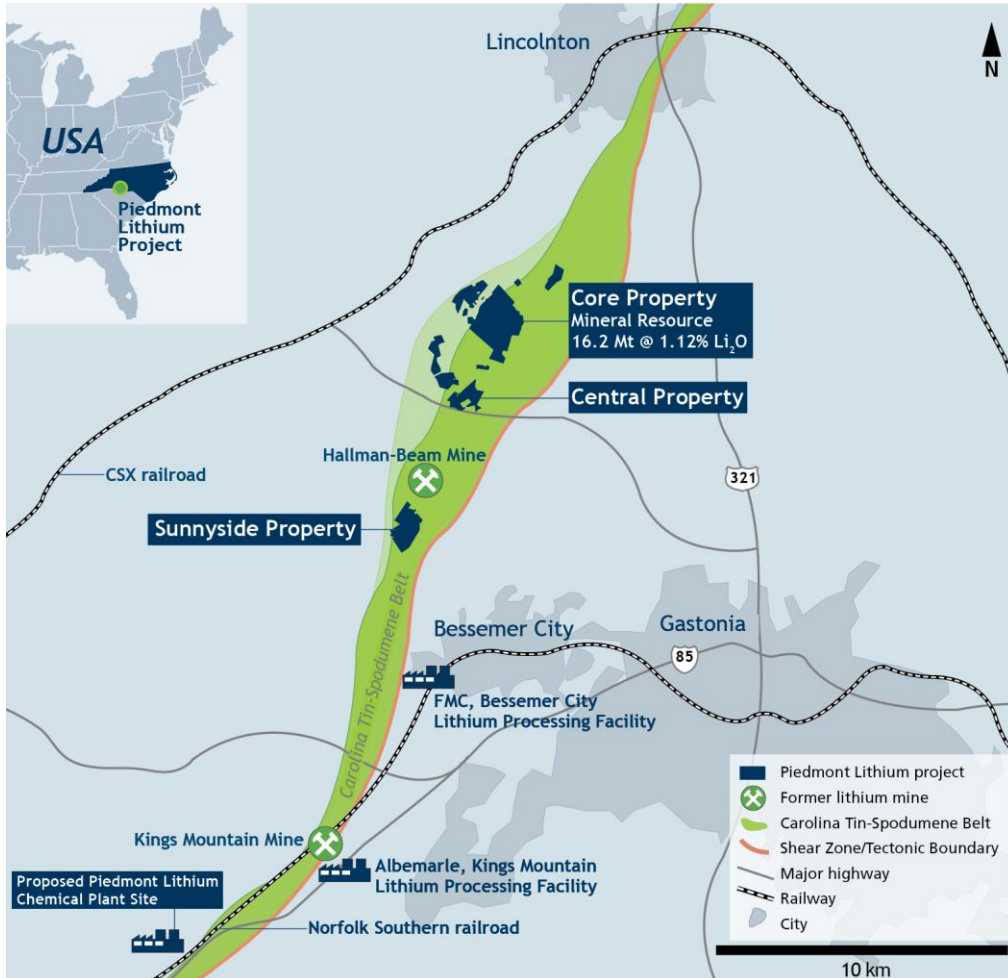 Lincolnton
N
USA
Piedmont
Lithium
Project
Core Property
Mineral Resource
16.2 Mt @ 1.12% Li₂O
Central Property
Hallman-Beam Mine
CSX railroad
321
Sunnyside Property
Carolina Tin-Spodumene Belt
Bessemer City
Gastonia
85
FMC, Bessemer City
Lithium Processing Facility
Kings Mountain Mine
Albemarle, Kings Mountain
Lithium Processing Facility
Proposed Piedmont Lithium
Chemical Plant Site
Norfolk Southern railroad
Piedmont Lithium project
Former lithium mine
Carolina Tin-Spodumene Belt
Shear Zone/Tectonic Boundary
Major highway
Railway
City
10 km